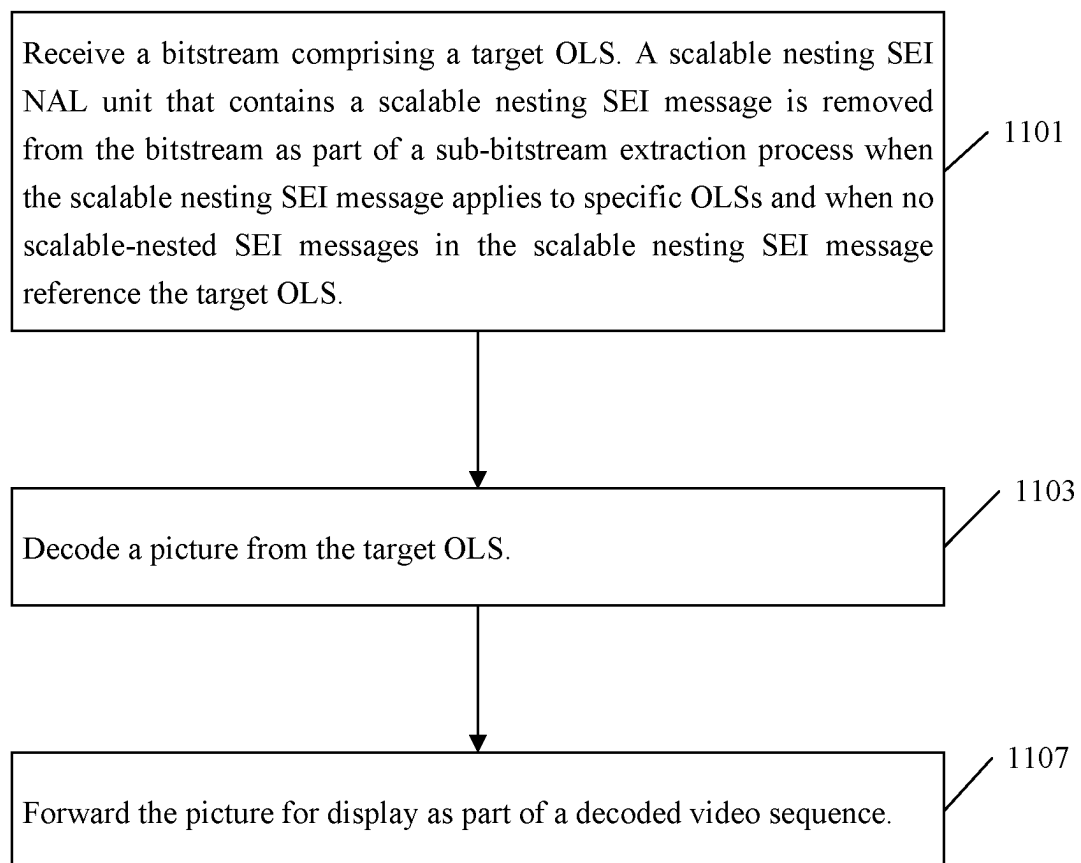 Receive a bitstream comprising a target OLS. A scalable nesting SEI
NAL unit that contains a scalable nesting SEI message is removed
from the bitstream as part of a sub-bitstream extraction process when
the scalable nesting SEI message applies to specific OLSs and when no
scalable-nested SEI messages in the scalable nesting SEI message
reference the target OLS.
1101
Decode a picture from the target OLS.
1103
Forward the picture for display as part of a decoded video sequence.
1107